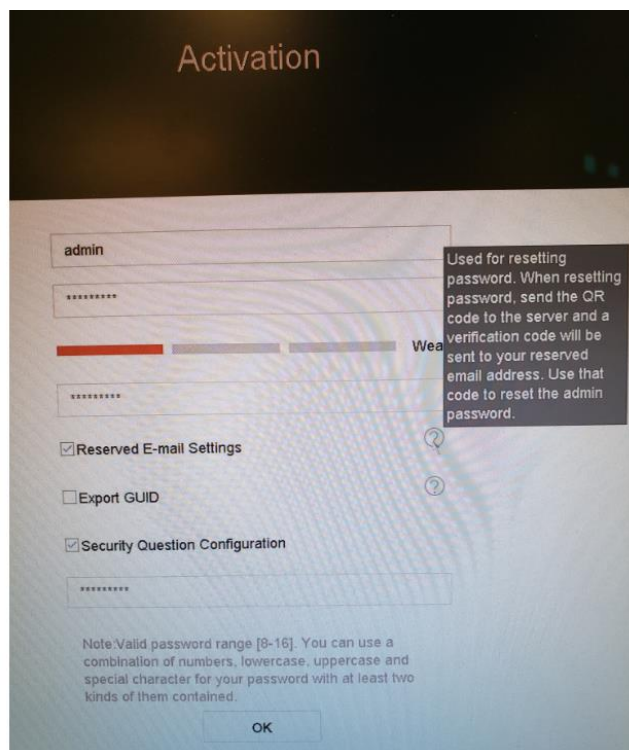 Activation
admin
*********
Wea
*********
Used for resetting
password. When resetting
password, send the QR
code to the server and a
verification code will be
sent to your reserved
email address. Use that
code to reset the admin
password.
Reserved E-mail Settings
?
Export GUID
?
Security Question Configuration
*********
Note:Valid password range [8-16]. You can use a
combination of numbers, lowercase, uppercase and
special character for your password with at least two
kinds of them contained.
OK